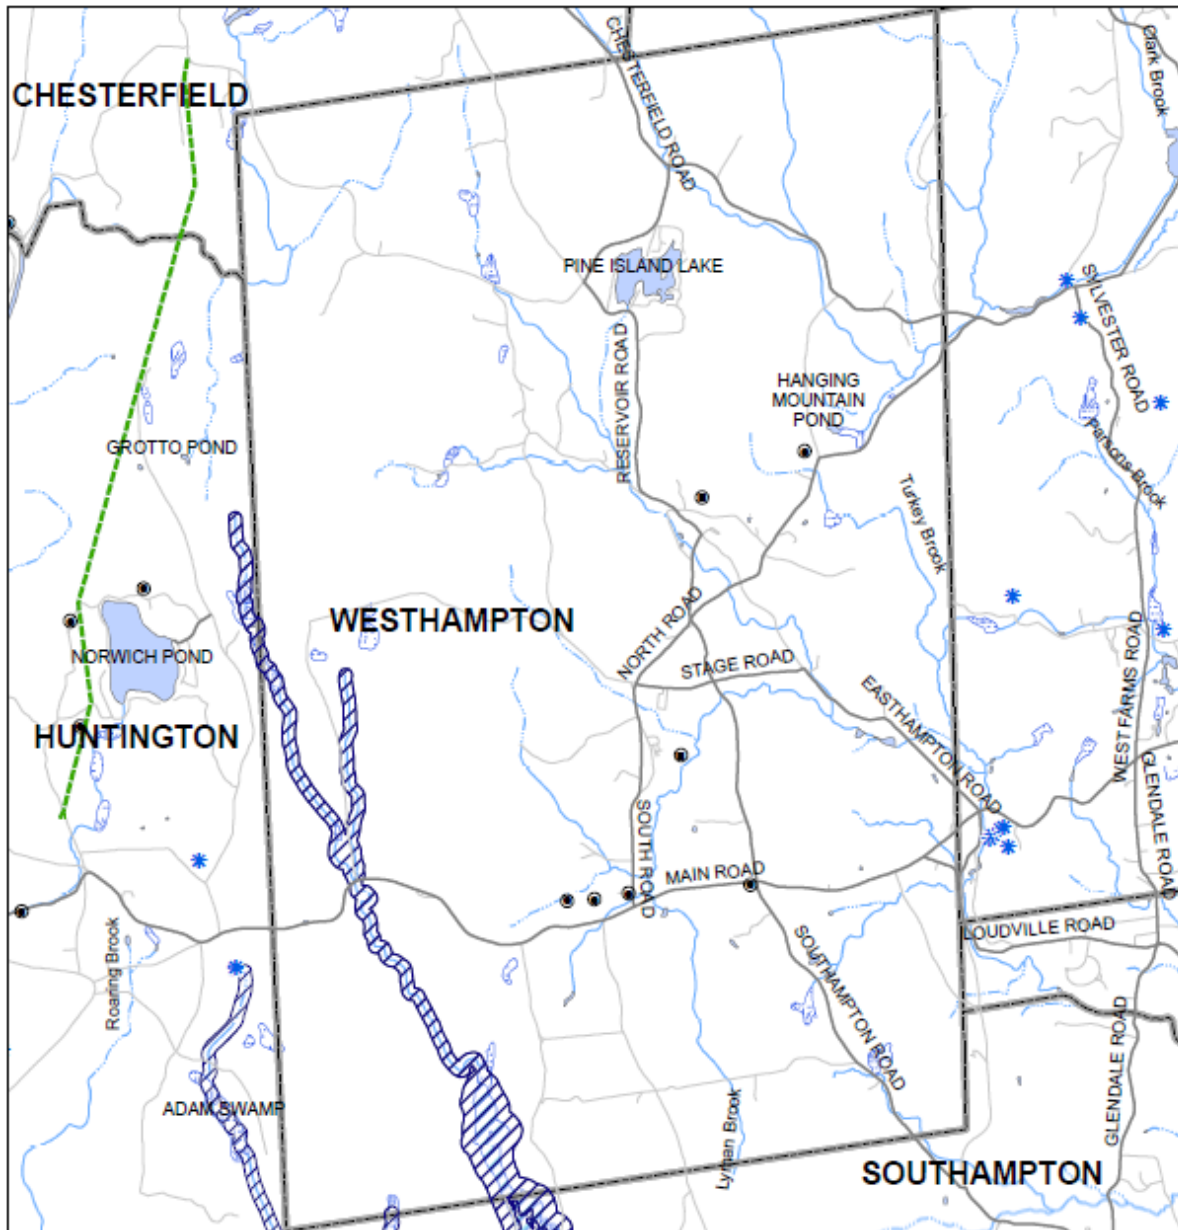 CHESTERFIELD
CHESTERFIELD ROAD
Clark Brook
PINE ISLAND LAKE
SYLVESTER ROAD
RESERVOIR ROAD
HANGING
MOUNTAIN
POND
GROTTO POND
Parsons Brook
Turkey Brook
WESTHAMPTON
NORTH ROAD
STAGE ROAD
NORWICH POND
EASTHAMPTON ROAD
WEST FARMS ROAD
HUNTINGTON
GLENDALE ROAD
SOUTH ROAD
MAIN ROAD
LOUDVILLE ROAD
Roaring Brook
SOUTHAMPTON ROAD
GLENDALE ROAD
ADAM SWAMP
Lyman Brook
SOUTHAMPTON